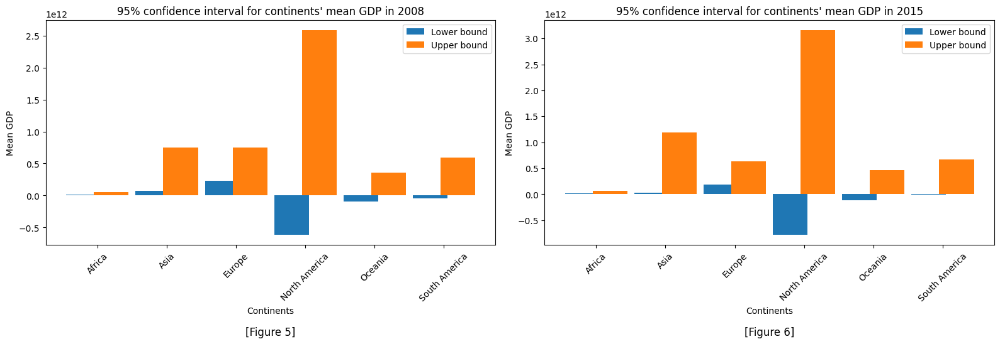 95% confidence interval for continents' mean GDP in 2008
1e12
Lower bound
Upper bound
2.5
2.0
1.5
1.0
0.5
0.0
−0.5
Mean GDP
Africa
Asia
Europe
North America
Oceania
South America
Continents
[Figure 5]
95% confidence interval for continents' mean GDP in 2015
1e12
Lower bound
Upper bound
3.0
2.5
2.0
1.5
1.0
0.5
0.0
−0.5
Mean GDP
Africa
Asia
Europe
North America
Oceania
South America
Continents
[Figure 6]